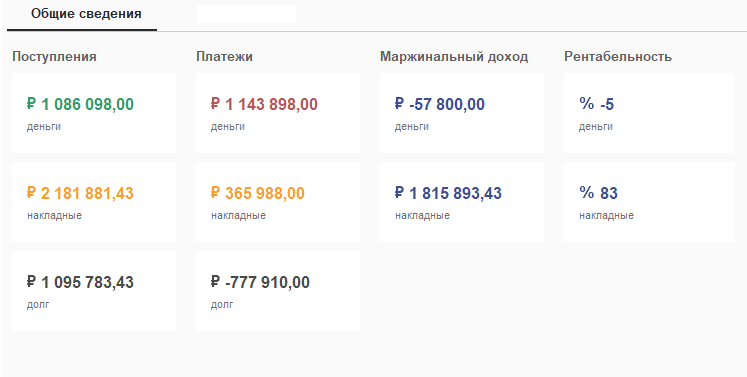 Общие сведения
Поступления Платежи Маржинальный доход Рентабельность
₽ 1 086 098,00 ₽ 1 143 898,00 ₽ -57 800,00 % -5
деньги деньги деньги деньги
₽ 2 181 881,43 ₽ 365 988,00 ₽ 1 815 893,43 % 83
накладные накладные накладные накладные
₽ 1 095 783,43 ₽ -777 910,00
долг долг